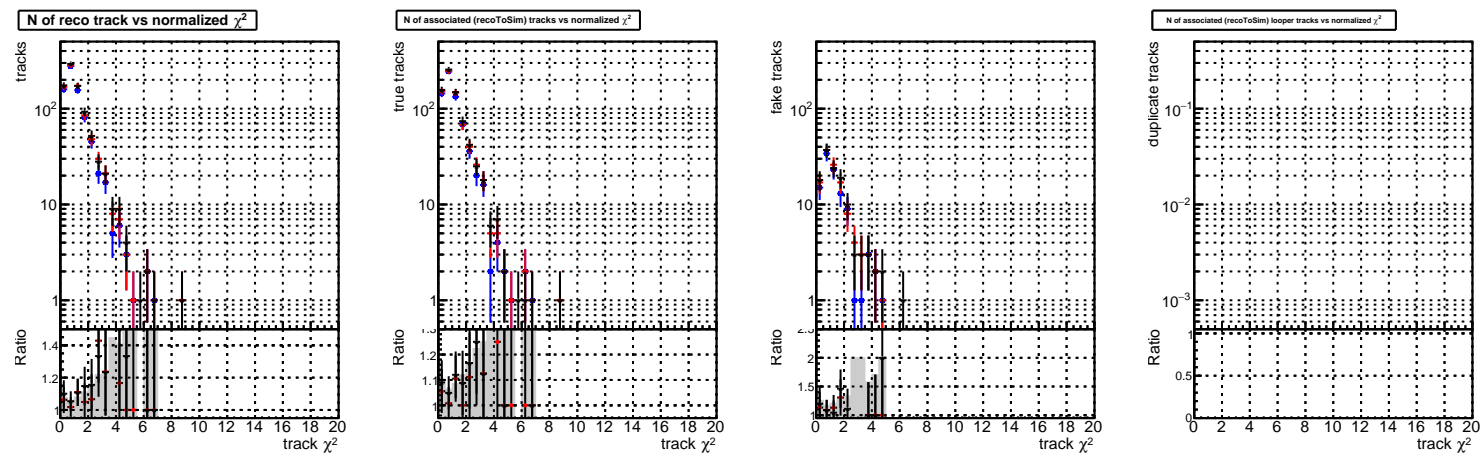 N of reco track vs normalized χ²
tracks
10²
10
1
Ratio
1.4
1.2
1
0 2 4 6 8 10 12 14 16 18 20
track χ²
N of associated (recoToSim) tracks vs normalized χ²
true tracks
10²
10
1
Ratio
1.3
1.2
1.1
1
0 2 4 6 8 10 12 14 16 18 20
track χ²
N of associated (recoToSim) looper tracks vs normalized χ²
fake tracks
10²
10
1
Ratio
2.5
2
1.5
1
0 2 4 6 8 10 12 14 16 18 20
track χ²
duplicate tracks
10⁻¹
10⁻²
10⁻³
Ratio
1
0.5
0
0 2 4 6 8 10 12 14 16 18 20
track χ²